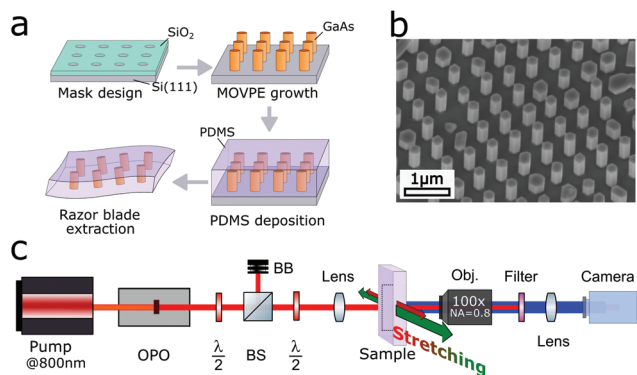 a
SiO₂
GaAs
Si(111)
Mask design
MOVPE growth
PDMS
Razor blade
extraction
PDMS deposition
b
1μm
c
BB
Lens
Obj.
Filter
Camera
100x
NA=0.8
Pump
@800nm
OPO
λ
2
BS
λ
2
Sample
Stretching
Lens